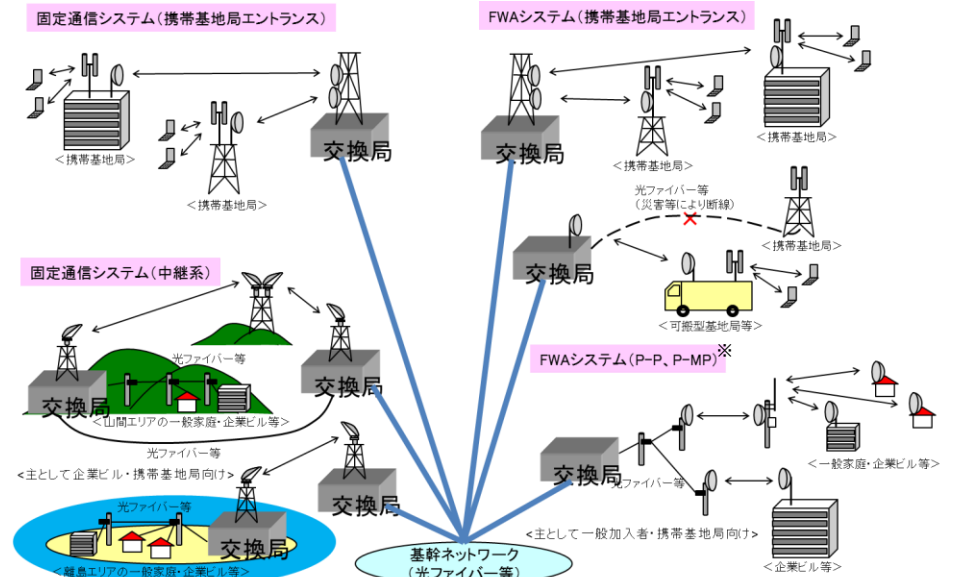 固定通信システム(携帯基地局エントランス)
FWAシステム(携帯基地局エントランス)
<携帯基地局>
<携帯基地局>
交換局
交換局
<携帯基地局>
<携帯基地局>
光ファイバー等
(災害等により断線)
<携帯基地局>
交換局
<可搬型基地局等>
固定通信システム(中継系)
光ファイバー等
交換局
交換局
<山間エリアの一般家庭・企業ビル等>
光ファイバー等
<主として企業ビル・携帯基地局向け>
交換局
光ファイバー等
交換局
<離島エリアの一般家庭・企業ビル等>
FWAシステム(P-P、P-MP)※
交換局
光ファイバー等
<一般家庭・企業ビル等>
<主として一般加入者・携帯基地局向け>
<企業ビル等>
基幹ネットワーク
(光ファイバー等)